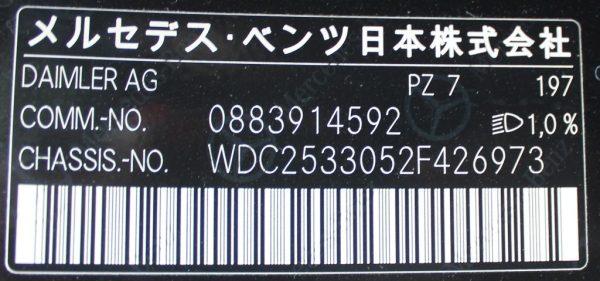 メルセデス・ベンツ日本株式会社
DAIMLER AG PZ 7 197
COMM.-NO. 0883914592 1,0%
CHASSIS.-NO. WDC2533052F426973